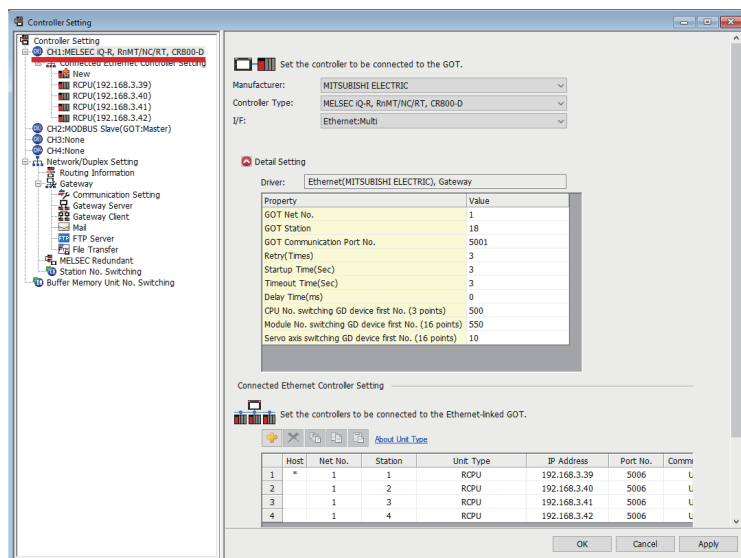 Controller Setting
Controller Setting
CH1:MELSEC iQ-R, RnMT/NC/RT, CR800-D
Connected Ethernet Controller Setting
New
RCPU(192.168.3.39)
RCPU(192.168.3.40)
RCPU(192.168.3.41)
RCPU(192.168.3.42)
CH2:MODBUS Slave(GOT:Master)
CH3:None
CH4:None
Network/Duplex Setting
Routing Information
Gateway
Communication Setting
Gateway Server
Gateway Client
Mail
FTP Server
File Transfer
MELSEC Redundant
Station No. Switching
Buffer Memory Unit No. Switching
Set the controller to be connected to the GOT.
Manufacturer: MITSUBISHI ELECTRIC
Controller Type: MELSEC iQ-R, RnMT/NC/RT, CR800-D
I/F: Ethernet:Multi
Detail Setting
Driver: Ethernet(MITSUBISHI ELECTRIC), Gateway
Property Value
GOT Net No. 1
GOT Station 18
GOT Communication Port No. 5001
Retry(Times) 3
Startup Time(Sec) 3
Timeout Time(Sec) 3
Delay Time(ms) 0
CPU No. switching GD device first No. (3 points) 500
Module No. switching GD device first No. (16 points) 550
Servo axis switching GD device first No. (16 points) 10
Connected Ethernet Controller Setting
Set the controllers to be connected to the Ethernet-linked GOT.
About Unit Type
Host Net No. Station Unit Type IP Address Port No. Commu
1 * 1 1 RCPU 192.168.3.39 5006 U
2 1 2 RCPU 192.168.3.40 5006 U
3 1 3 RCPU 192.168.3.41 5006 U
4 1 4 RCPU 192.168.3.42 5006 U
OK Cancel Apply